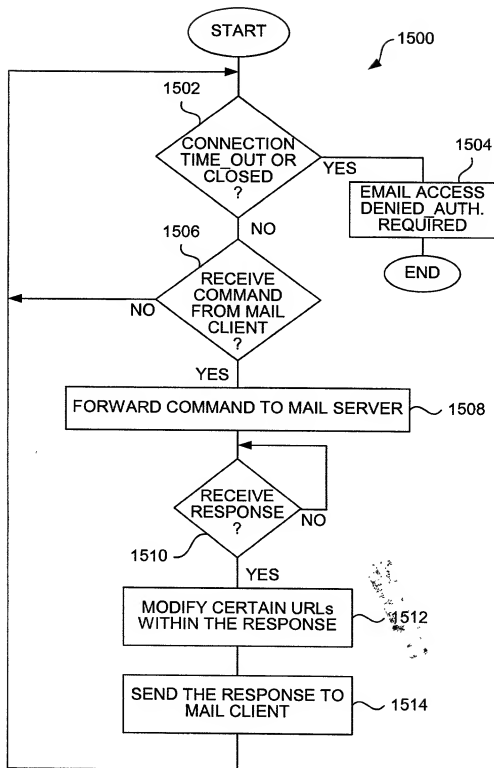 START
1500
1502
CONNECTION
TIME_OUT OR
CLOSED
?
YES
1504
EMAIL ACCESS
DENIED_AUTH.
REQUIRED
END
NO
1506
RECEIVE
COMMAND
FROM MAIL
CLIENT
?
NO
YES
FORWARD COMMAND TO MAIL SERVER
1508
RECEIVE
RESPONSE
?
NO
1510
YES
MODIFY CERTAIN URLs
WITHIN THE RESPONSE
1512
SEND THE RESPONSE TO
MAIL CLIENT
1514